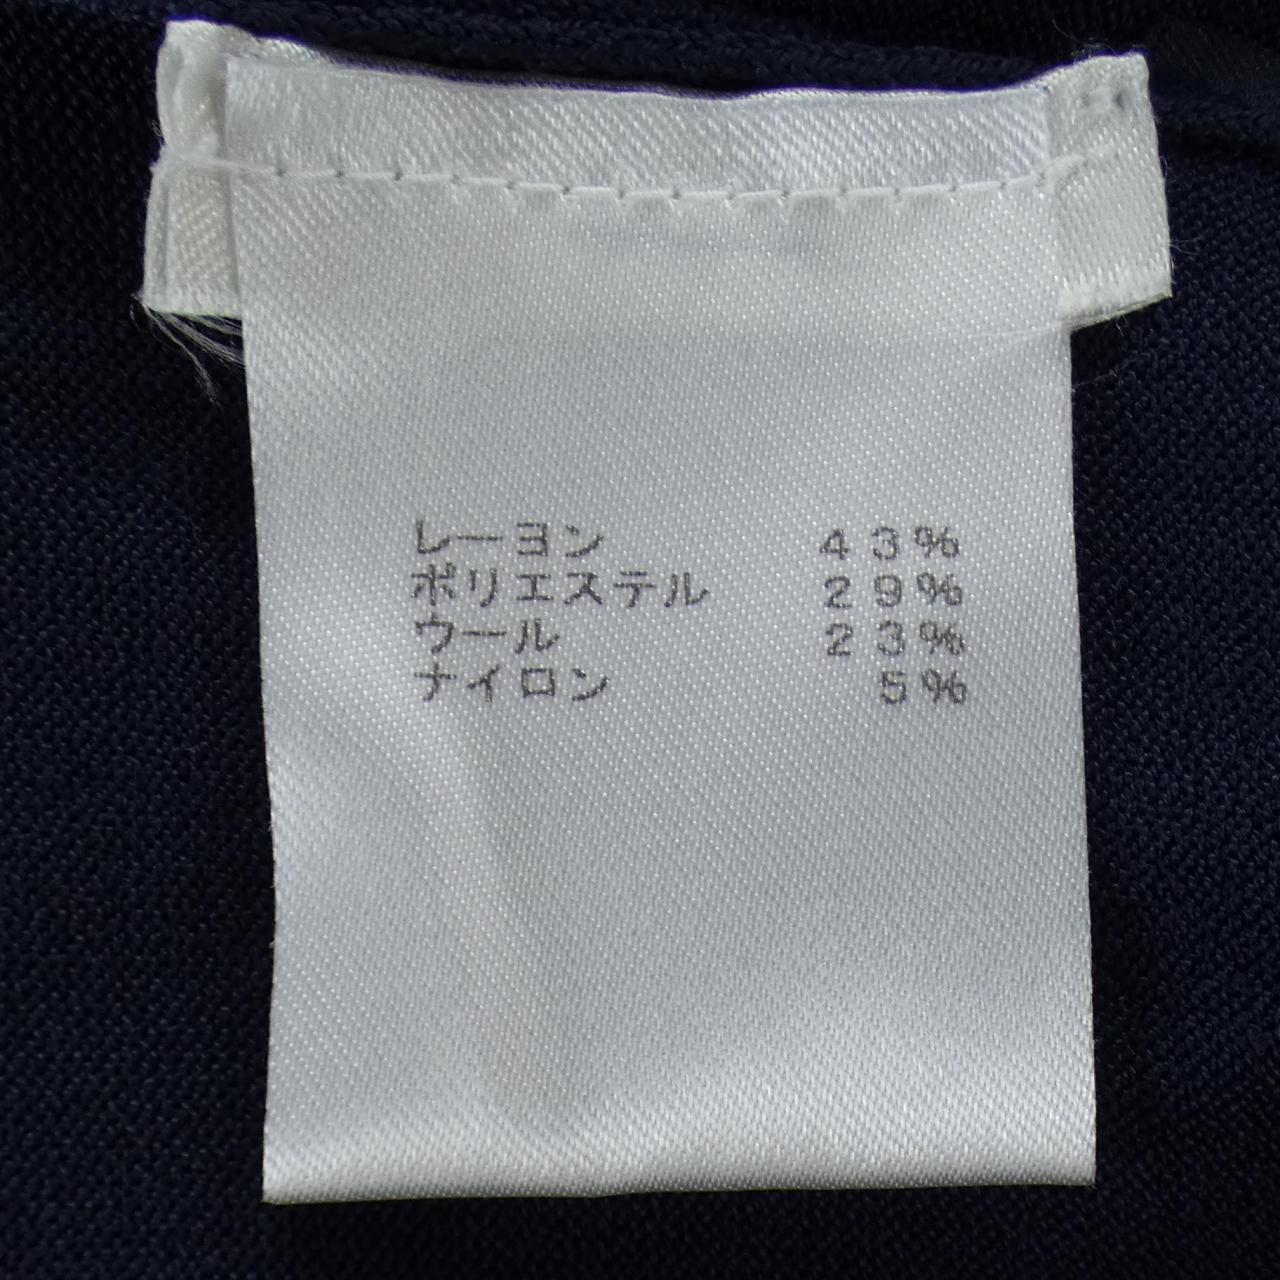 レーヨン 43%
ポリエステル 29%
ウール 23%
ナイロン 5%